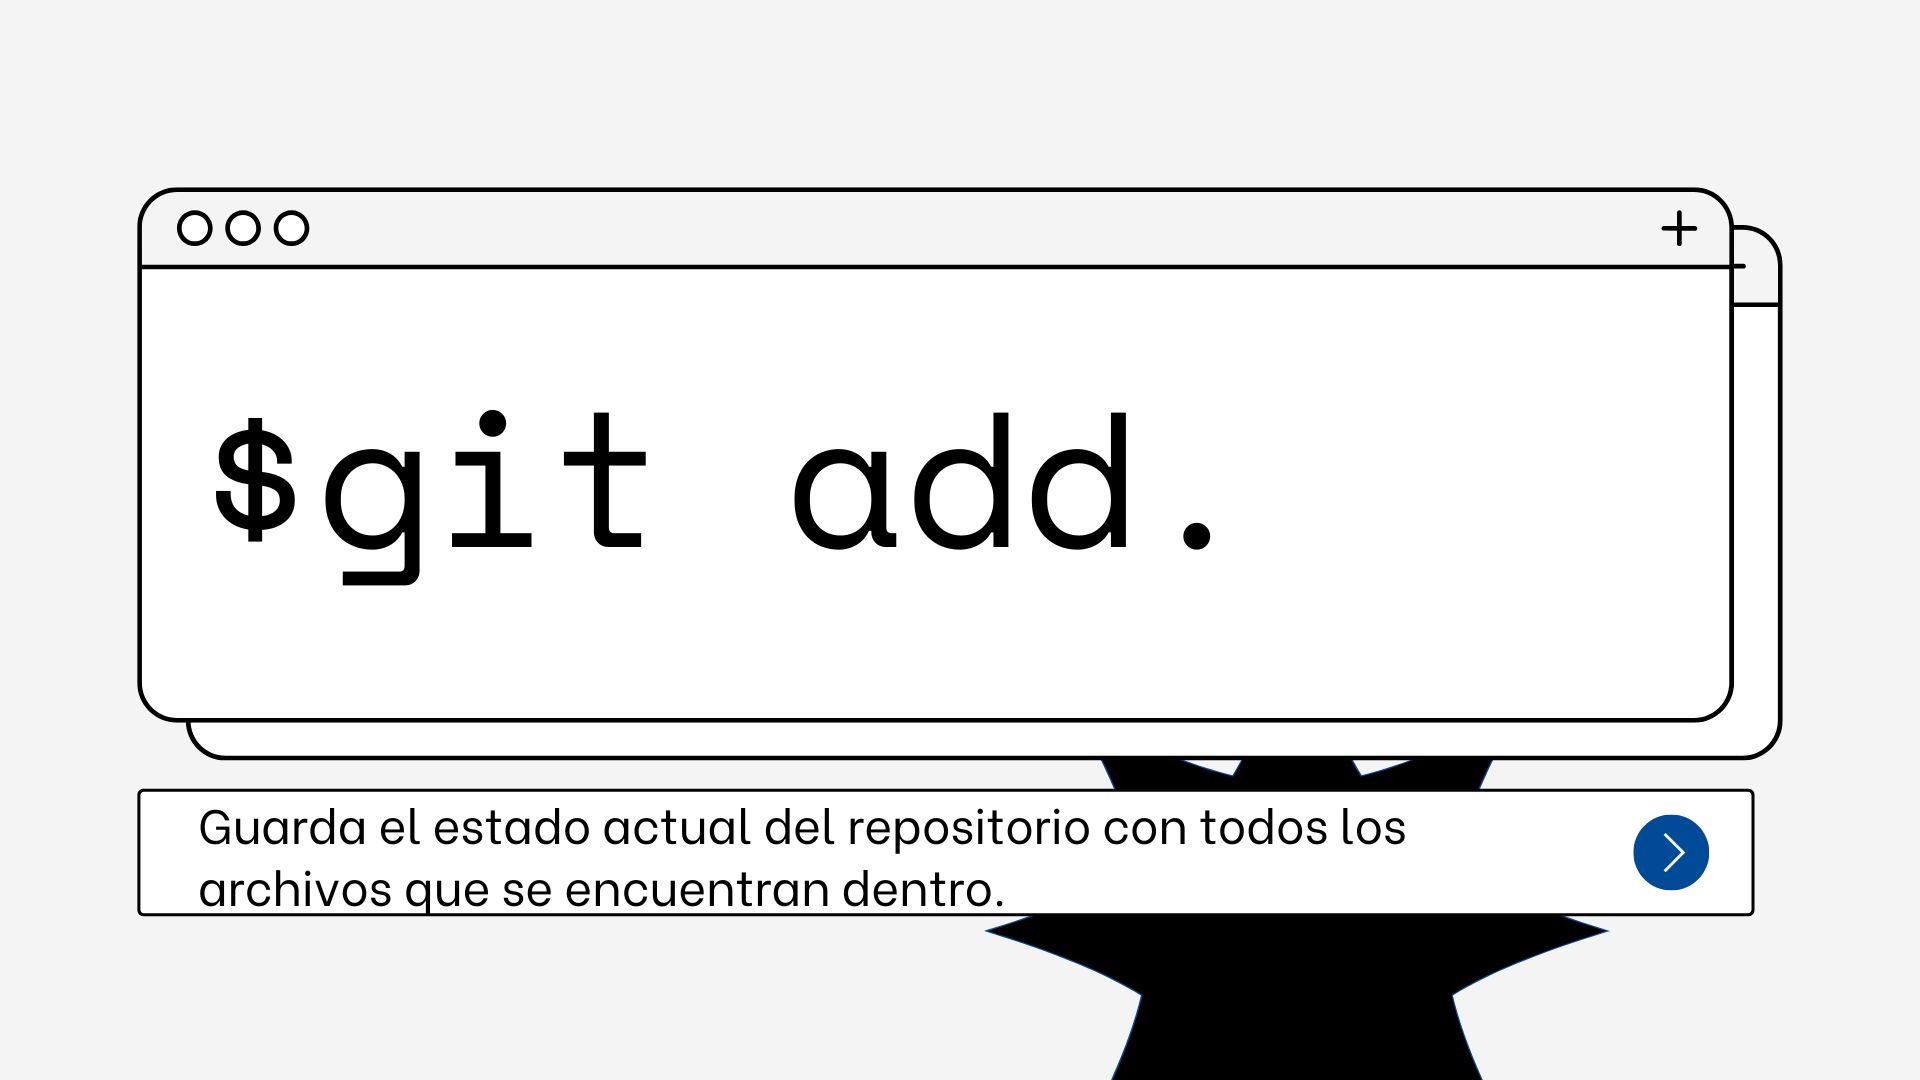 $git add.
Guarda el estado actual del repositorio con todos los
archivos que se encuentran dentro.